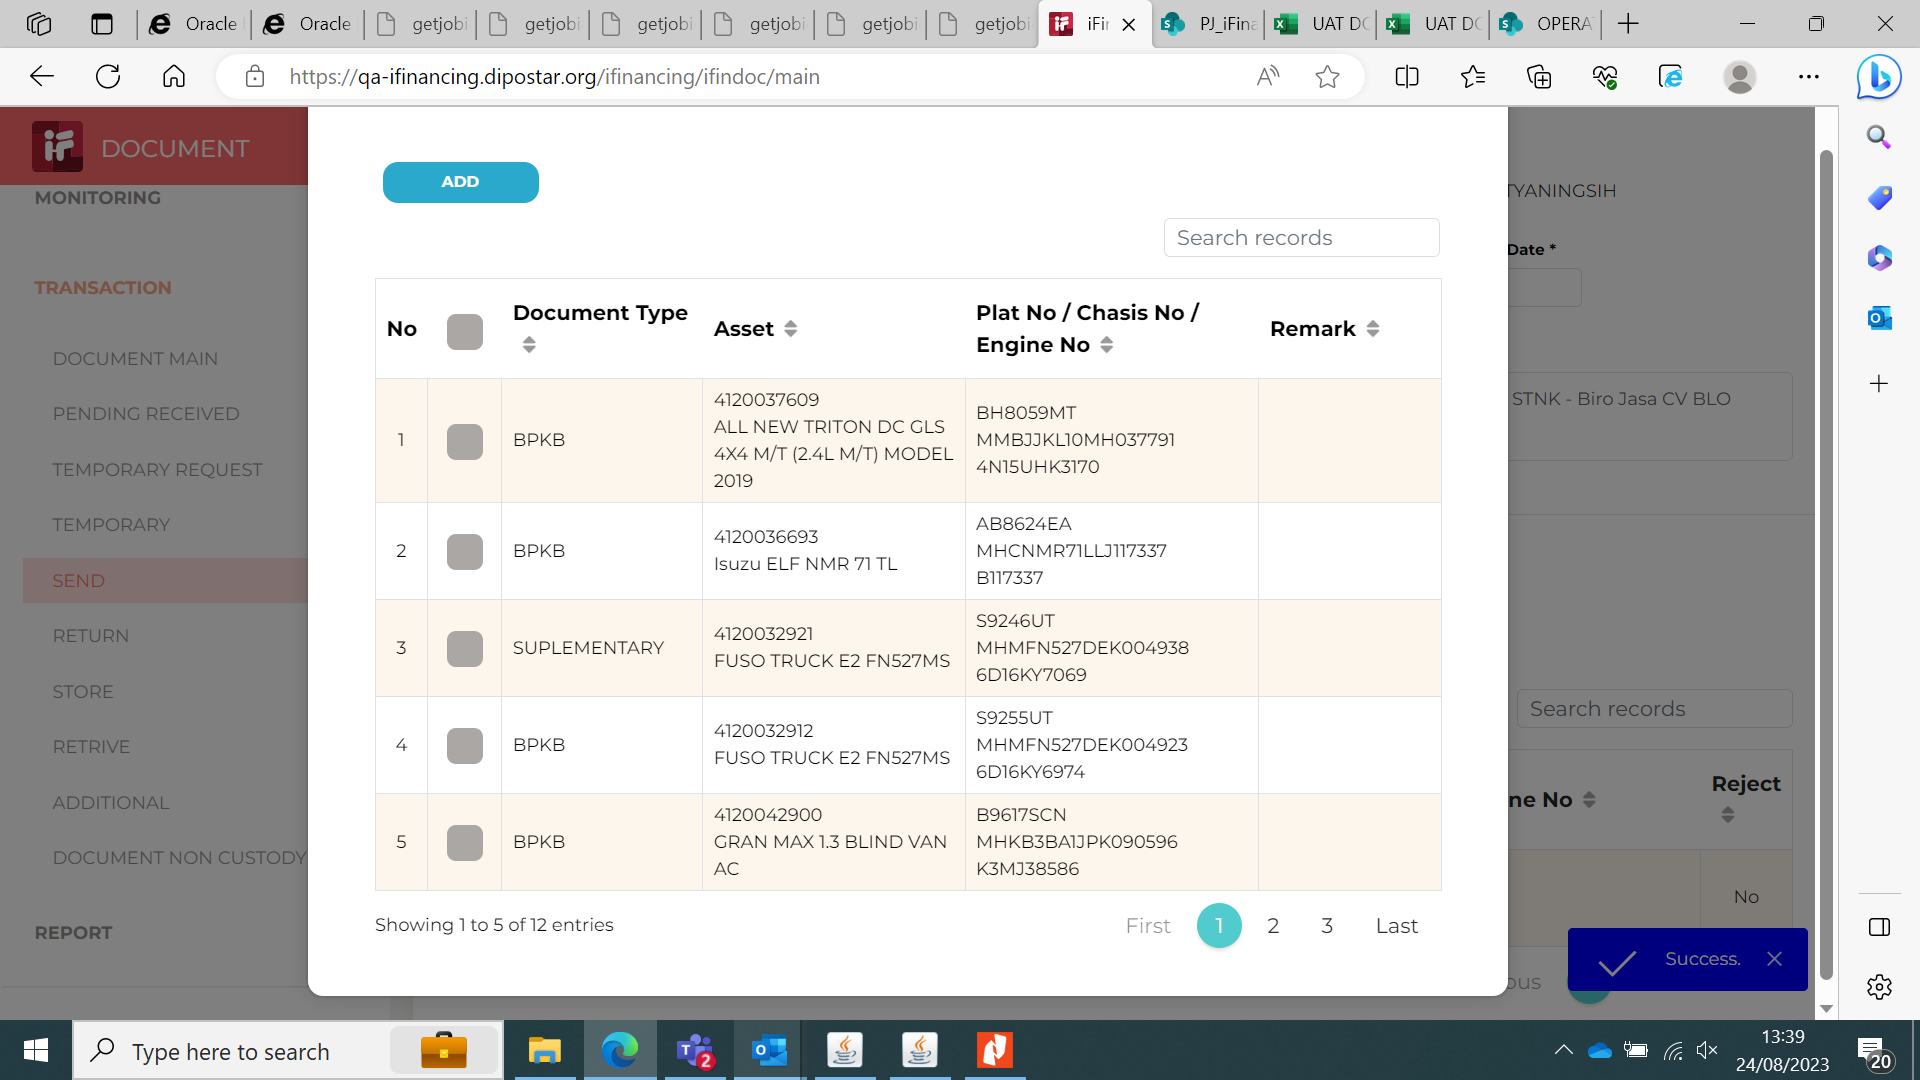 Oracle
Oracle
getjobi
getjobi
getjobi
getjobi
getjobi
getjobi
iFir
PJ_iFina
UAT DC
UAT DC
OPERA
https://qa-ifinancing.dipostar.org/ifinancing/ifindoc/main
iF DOCUMENT
MONITORING
TRANSACTION
DOCUMENT MAIN
PENDING RECEIVED
TEMPORARY REQUEST
TEMPORARY
SEND
RETURN
STORE
RETRIVE
ADDITIONAL
DOCUMENT NON CUSTODY
REPORT
ADD
Search records
No
Document Type
Asset
Plat No / Chasis No /
Engine No
Remark
1
BPKB
4120037609
ALL NEW TRITON DC GLS
4X4 M/T (2.4L M/T) MODEL
2019
BH8059MT
MMBJJKL10MH037791
4N15UHK3170
2
BPKB
4120036693
Isuzu ELF NMR 71 TL
AB8624EA
MHCNMR71LLJ117337
B117337
3
SUPLEMENTARY
4120032921
FUSO TRUCK E2 FN527MS
S9246UT
MHMFN527DEK004938
6D16KY7069
4
BPKB
4120032912
FUSO TRUCK E2 FN527MS
S9255UT
MHMFN527DEK004923
6D16KY6974
5
BPKB
4120042900
GRAN MAX 1.3 BLIND VAN
AC
B9617SCN
MHKB3BA1JPK090596
K3MJ38586
Showing 1 to 5 of 12 entries
First 1 2 3 Last
TYANINGSIH
Date *
STNK - Biro Jasa CV BLO
Search records
ne No
Reject
No
Success.
ous
Type here to search
2
13:39
24/08/2023
20